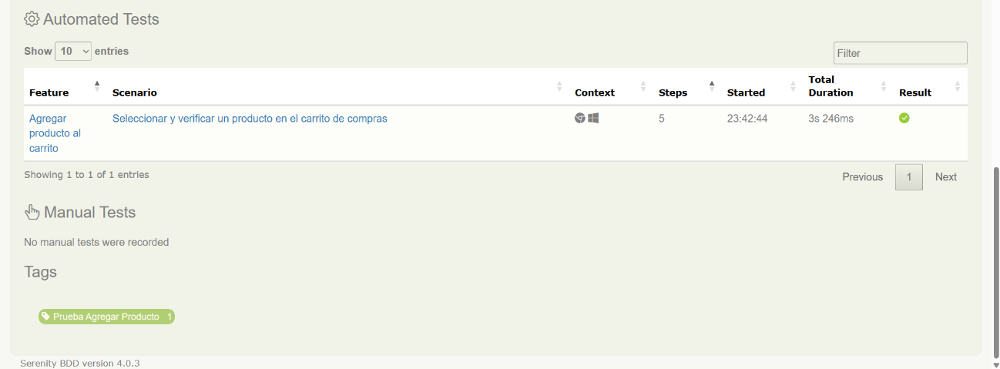 Automated Tests
Show 10 entries
Filter
Feature Scenario Context Steps Started Total Duration Result
Agregar producto al carrito Seleccionar y verificar un producto en el carrito de compras 5 23:42:44 3s 246ms
Showing 1 to 1 of 1 entries
Previous 1 Next
Manual Tests
No manual tests were recorded
Tags
Prueba Agregar Producto 1
Serenity BDD version 4.0.3